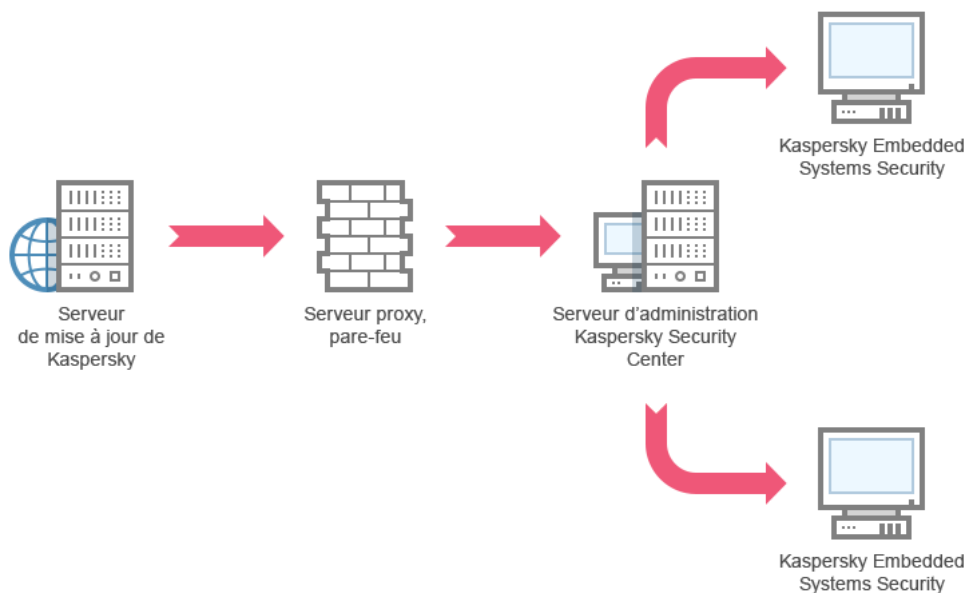 Kaspersky Embedded
Systems Security
Serveur
de mise à jour de
Kaspersky
Serveur proxy,
pare-feu
Serveur d'administration
Kaspersky Security
Center
Kaspersky Embedded
Systems Security